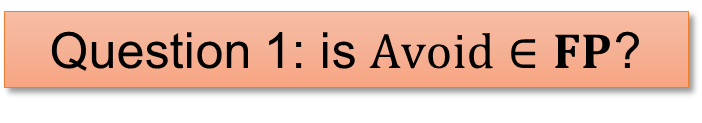 Question 1: is Avoid ∈ FP?